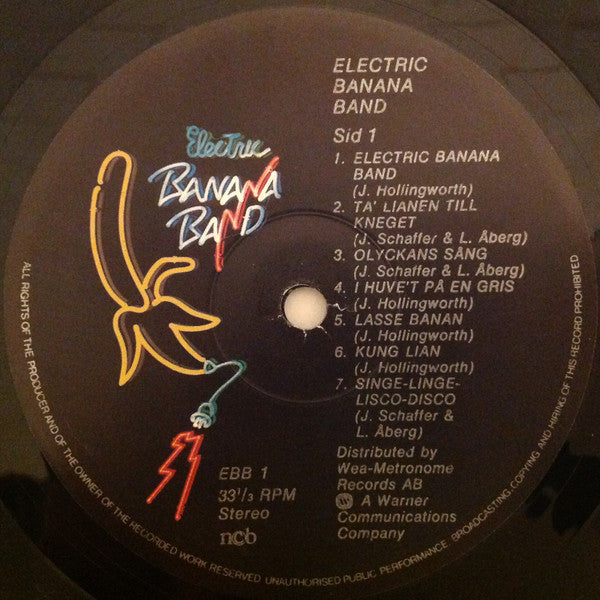 Electric
BANANA
BAND
ELECTRIC
BANANA
BAND
Sid 1
1. ELECTRIC BANANA
BAND
(J. Hollingworth)
2. TA' LIANEN TILL
KNEGET
(J. Schaffer & L. Åberg)
3. OLYCKANS SÅNG
(J. Schaffer & L. Åberg)
4. I HUVE'T PÅ EN GRIS
(J. Hollingworth)
5. LASSE BANAN
(J. Hollingworth)
6. KUNG LIAN
(J. Hollingworth)
7. SINGE-LINGE-
LISCO-DISCO
(J. Schaffer &
L. Åberg)
Distributed by
Wea-Metronome
Records AB
A Warner
Communications
Company
EBB 1
33 1/3 RPM
Stereo
ncb
ALL RIGHTS OF THE PRODUCER AND OF THE OWNER OF THE RECORDED WORK RESERVED UNAUTHORISED PUBLIC PERFORMANCE, BROADCASTING, COPYING AND HIRING OF THIS RECORD PROHIBITED